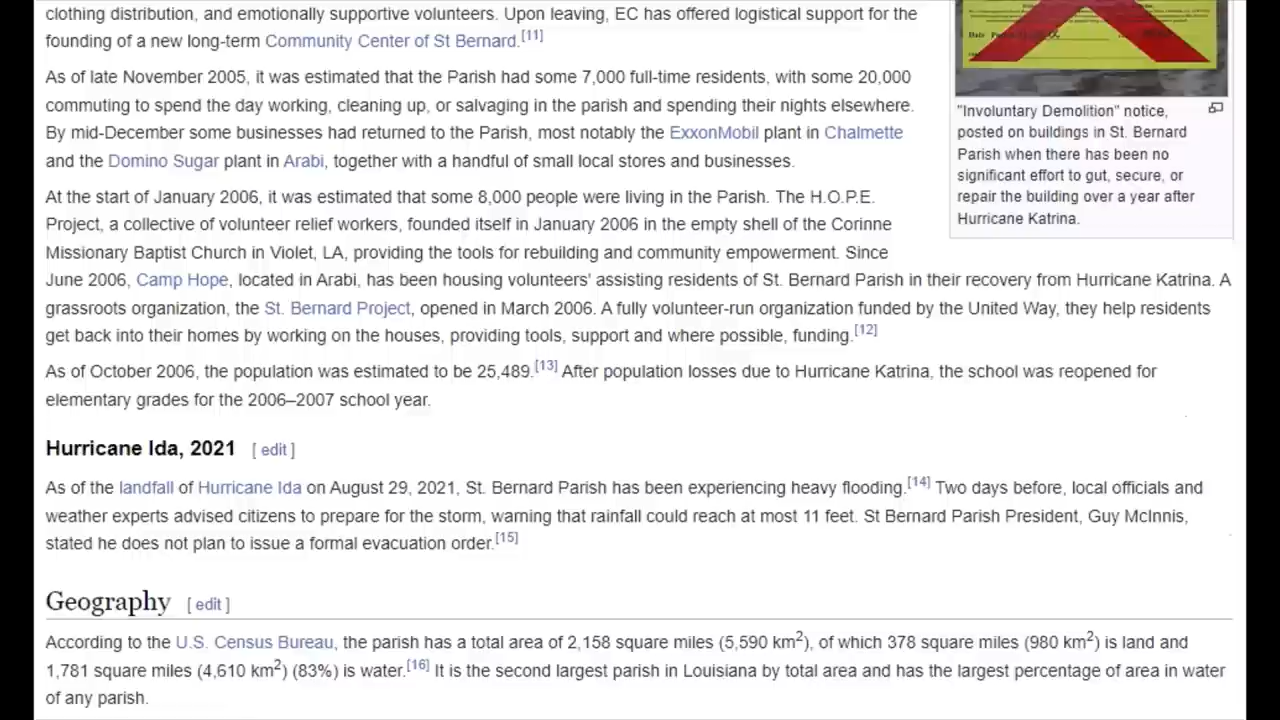 clothing distribution, and emotionally supportive volunteers. Upon leaving, EC has offered logistical support for the
founding of a new long-term Community Center of St Bernard.[11]
As of late November 2005, it was estimated that the Parish had some 7,000 full-time residents, with some 20,000
commuting to spend the day working, cleaning up, or salvaging in the parish and spending their nights elsewhere.
By mid-December some businesses had returned to the Parish, most notably the ExxonMobil plant in Chalmette
and the Domino Sugar plant in Arabi, together with a handful of small local stores and businesses.
At the start of January 2006, it was estimated that some 8,000 people were living in the Parish. The H.O.P.E.
Project, a collective of volunteer relief workers, founded itself in January 2006 in the empty shell of the Corinne
Missionary Baptist Church in Violet, LA, providing the tools for rebuilding and community empowerment. Since
June 2006, Camp Hope, located in Arabi, has been housing volunteers' assisting residents of St. Bernard Parish in their recovery from Hurricane Katrina. A
grassroots organization, the St. Bernard Project, opened in March 2006. A fully volunteer-run organization funded by the United Way, they help residents
get back into their homes by working on the houses, providing tools, support and where possible, funding.[12]
As of October 2006, the population was estimated to be 25,489.[13] After population losses due to Hurricane Katrina, the school was reopened for
elementary grades for the 2006–2007 school year.
Date
"Involuntary Demolition" notice,
posted on buildings in St. Bernard
Parish when there has been no
significant effort to gut, secure, or
repair the building over a year after
Hurricane Katrina.
Hurricane Ida, 2021 [ edit ]
As of the landfall of Hurricane Ida on August 29, 2021, St. Bernard Parish has been experiencing heavy flooding.[14] Two days before, local officials and
weather experts advised citizens to prepare for the storm, warning that rainfall could reach at most 11 feet. St Bernard Parish President, Guy McInnis,
stated he does not plan to issue a formal evacuation order.[15]
Geography [ edit ]
According to the U.S. Census Bureau, the parish has a total area of 2,158 square miles (5,590 km2), of which 378 square miles (980 km2) is land and
1,781 square miles (4,610 km2) (83%) is water.[16] It is the second largest parish in Louisiana by total area and has the largest percentage of area in water
of any parish.